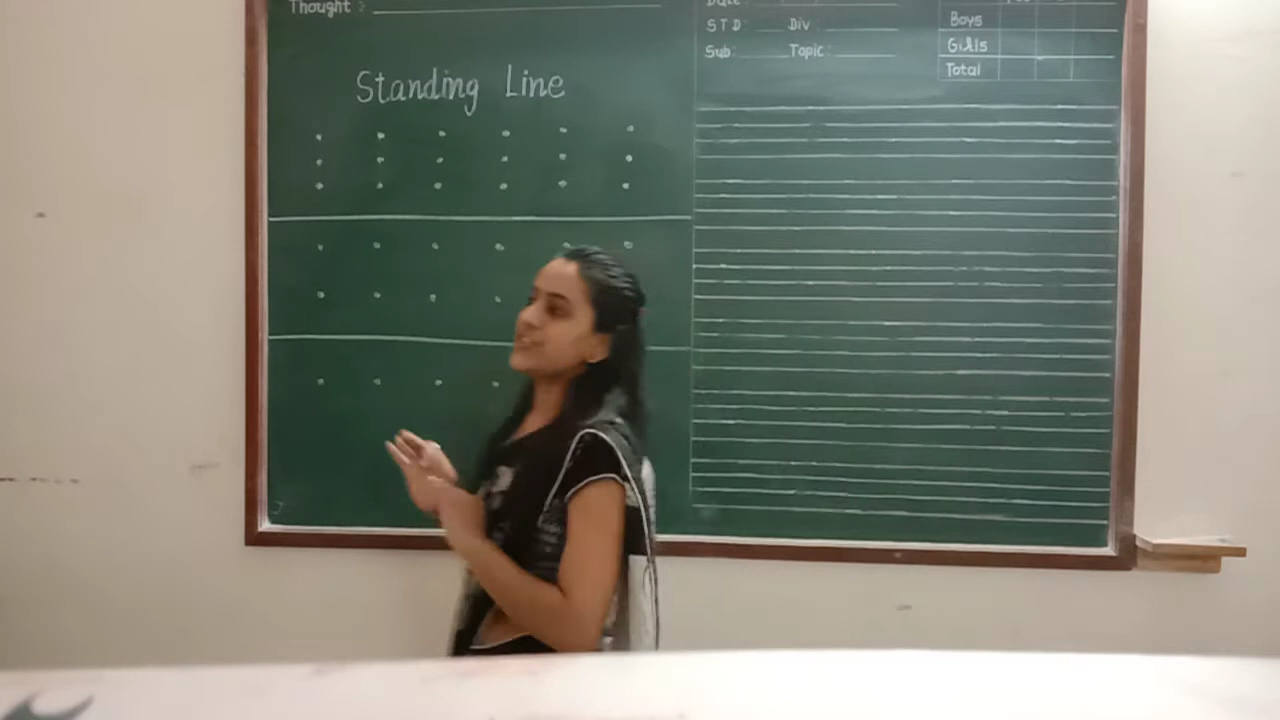 Thought :
Standing Line
Date :
STD: Div :
Sub: Topic :
Boys
Girls
Total